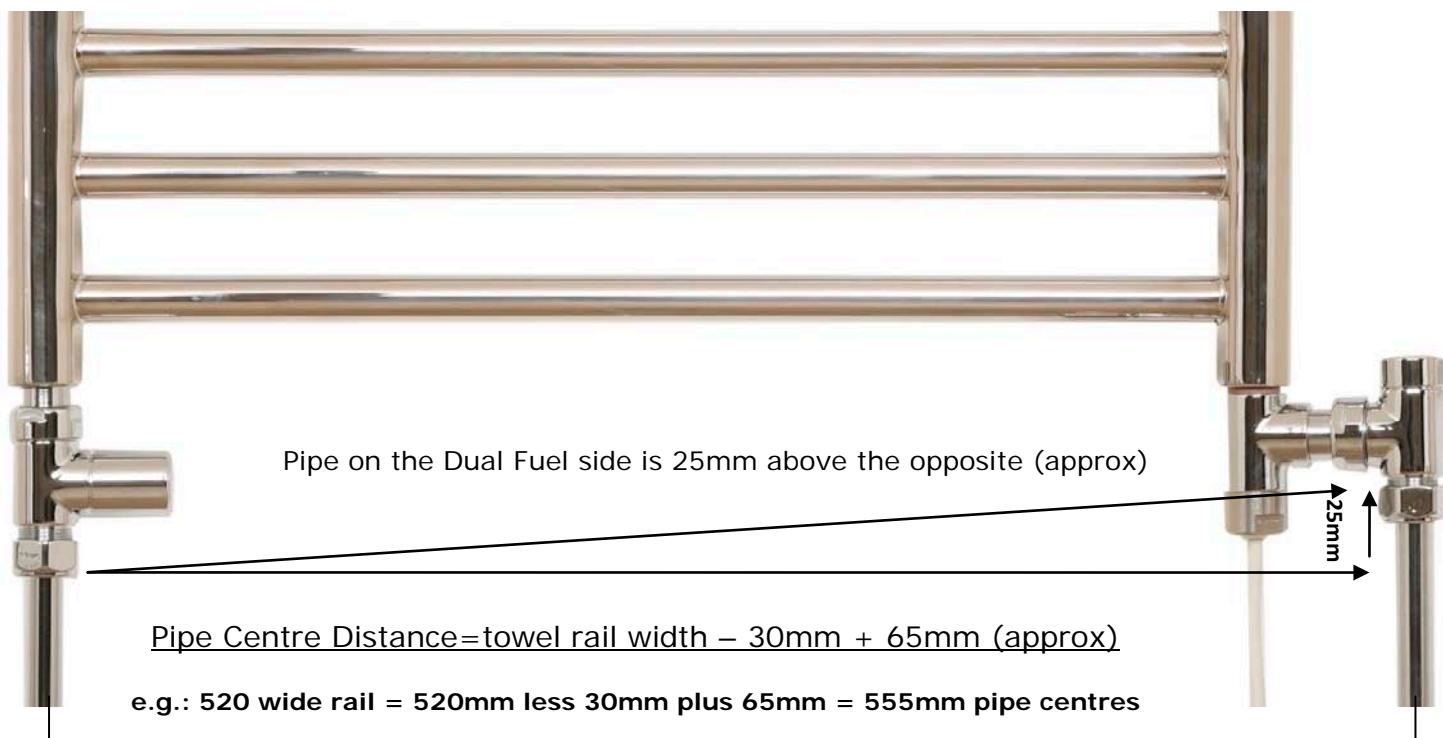 Pipe on the Dual Fuel side is 25mm above the opposite (approx)
25mm
Pipe Centre Distance=towel rail width – 30mm + 65mm (approx)
e.g.: 520 wide rail = 520mm less 30mm plus 65mm = 555mm pipe centres